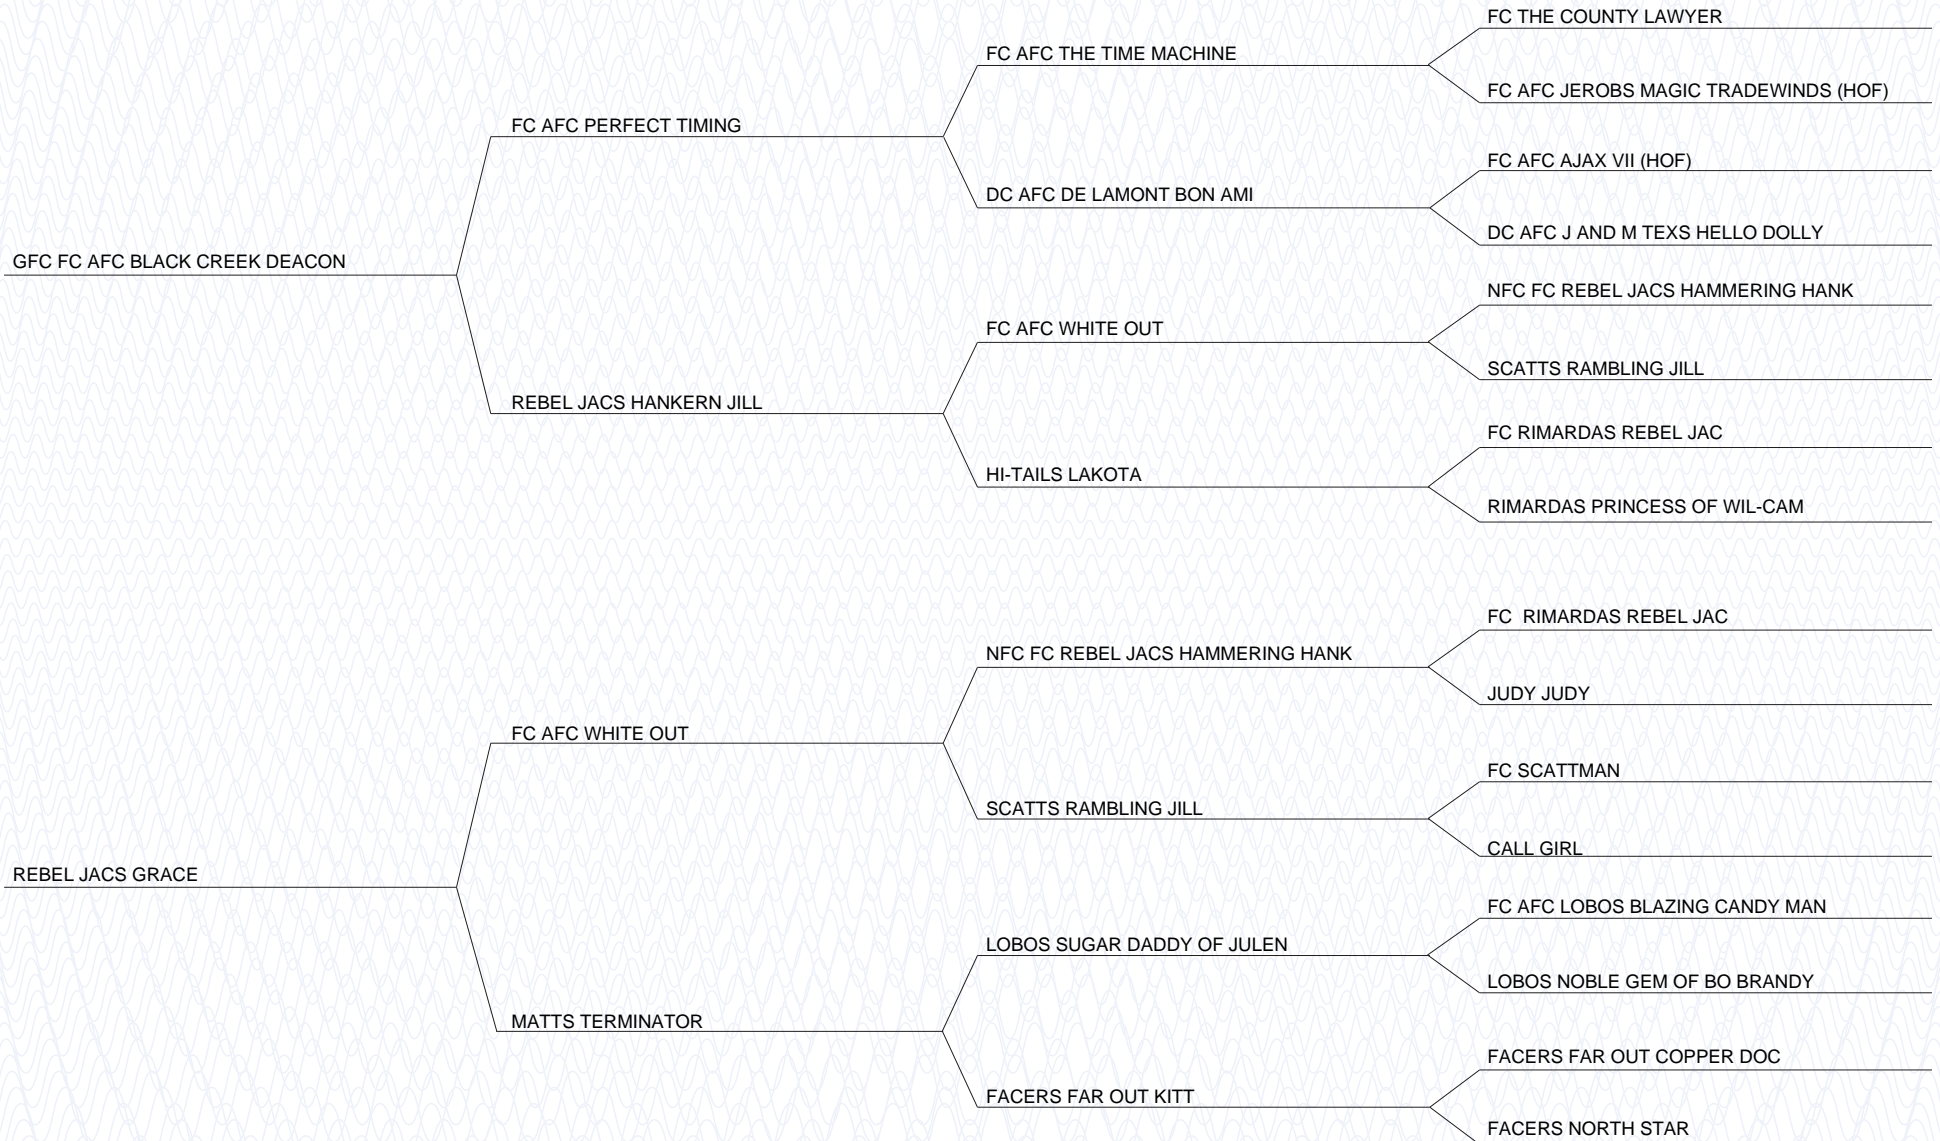 FC THE COUNTY LAWYER
FC AFC THE TIME MACHINE
FC AFC JEROBS MAGIC TRADEWINDS (HOF)
FC AFC PERFECT TIMING
FC AFC AJAX VII (HOF)
DC AFC DE LAMONT BON AMI
DC AFC J AND M TEXS HELLO DOLLY
GFC FC AFC BLACK CREEK DEACON
NFC FC REBEL JACS HAMMERING HANK
FC AFC WHITE OUT
SCATTS RAMBLING JILL
REBEL JACS HANKERN JILL
FC RIMARDAS REBEL JAC
HI-TAILS LAKOTA
RIMARDAS PRINCESS OF WIL-CAM
FC  RIMARDAS REBEL JAC
NFC FC REBEL JACS HAMMERING HANK
JUDY JUDY
FC AFC WHITE OUT
FC SCATTMAN
SCATTS RAMBLING JILL
CALL GIRL
REBEL JACS GRACE
FC AFC LOBOS BLAZING CANDY MAN
LOBOS SUGAR DADDY OF JULEN
LOBOS NOBLE GEM OF BO BRANDY
MATTS TERMINATOR
FACERS FAR OUT COPPER DOC
FACERS FAR OUT KITT
FACERS NORTH STAR